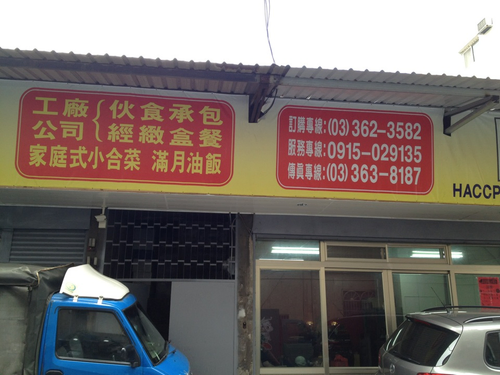 工廠 伙食承包
公司 經緻盒餐
家庭式小合菜 滿月油飯
訂購專線:(03)362-3582
服務專線:0915-029135
傳眞專線:(03)363-8187
HACCP